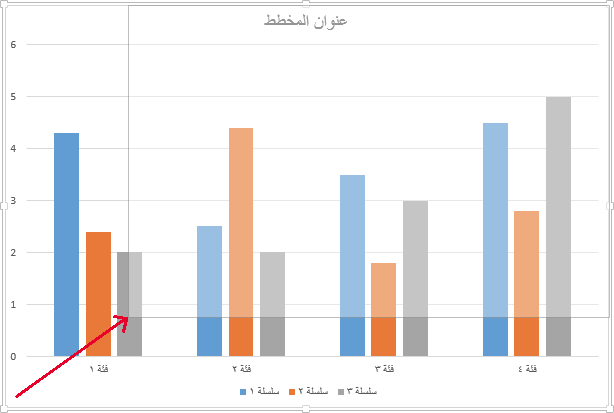 عنوان المخطط
6
5
4
3
2
1
0
فئة ١ فئة ٢ فئة ٣ فئة ٤
سلسلة ١ سلسلة ٢ سلسلة ٣